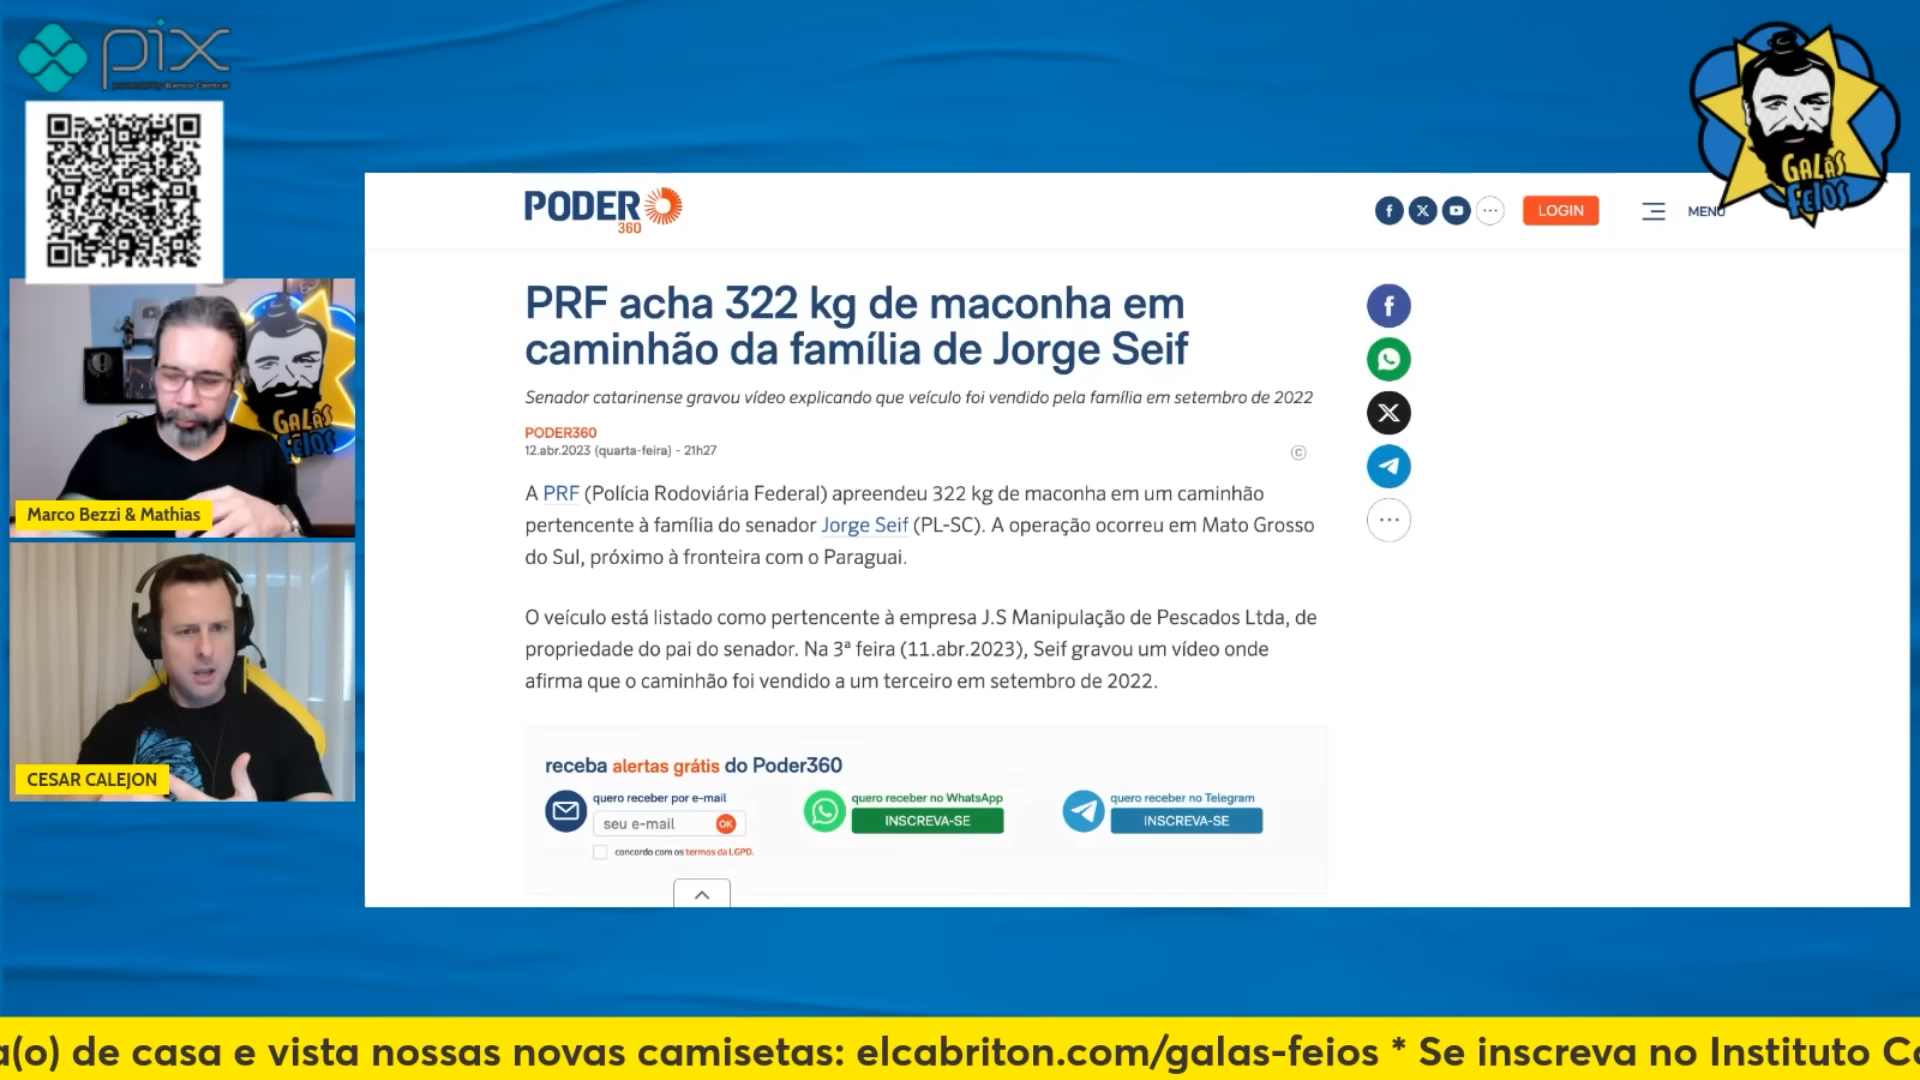 pix
powered by Banco Central
GALÃS
FEIOS
PODER
360
LOGIN
MENU
PRF acha 322 kg de maconha em
caminhão da família de Jorge Seif
Senador catarinense gravou vídeo explicando que veículo foi vendido pela família em setembro de 2022
PODER360
12.abr.2023 (quarta-feira) - 21h27
A PRF (Polícia Rodoviária Federal) apreendeu 322 kg de maconha em um caminhão
pertencente à família do senador Jorge Seif (PL-SC). A operação ocorreu em Mato Grosso
do Sul, próximo à fronteira com o Paraguai.
O veículo está listado como pertencente à empresa J.S Manipulação de Pescados Ltda, de
propriedade do pai do senador. Na 3ª feira (11.abr.2023), Seif gravou um vídeo onde
afirma que o caminhão foi vendido a um terceiro em setembro de 2022.
receba alertas grátis do Poder360
quero receber por e-mail
seu e-mail OK
concordo com os termos da LGPD.
quero receber no WhatsApp
INSCREVA-SE
quero receber no Telegram
INSCREVA-SE
GALÃS
FEIOS
Marco Bezzi & Mathias
CESAR CALEJON
a(o) de casa e vista nossas novas camisetas: elcabriton.com/galas-feios * Se inscreva no Instituto Co